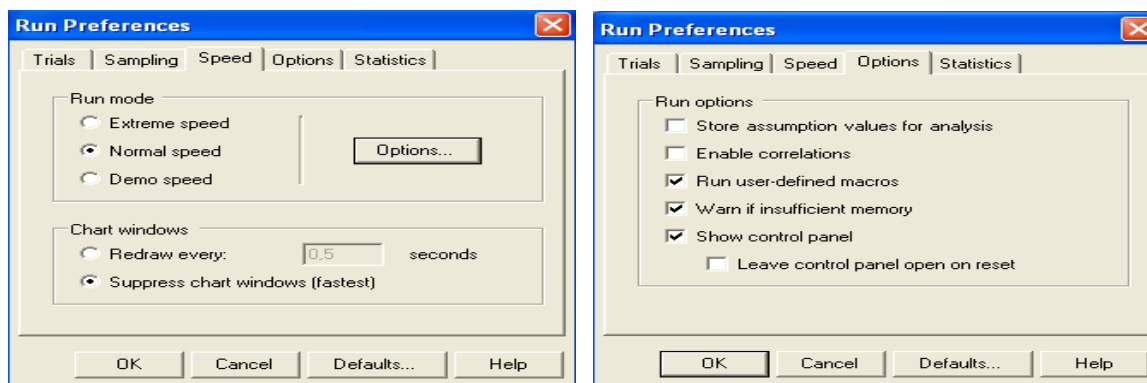 Run Preferences
Trials Sampling Speed Options Statistics
Run mode
Extreme speed
Normal speed
Options...
Demo speed
Chart windows
Redraw every: 0,5 seconds
Suppress chart windows (fastest)
OK Cancel Defaults... Help
Run Preferences
Trials Sampling Speed Options Statistics
Run options
Store assumption values for analysis
Enable correlations
Run user-defined macros
Warn if insufficient memory
Show control panel
Leave control panel open on reset
OK Cancel Defaults... Help